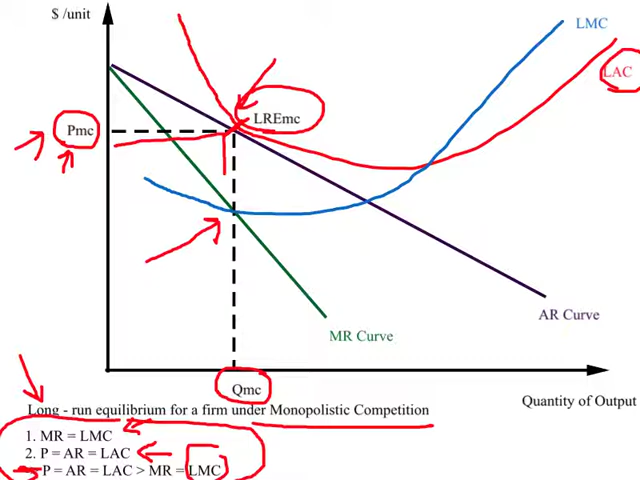 $ /unit
LMC
LAC
LREmc
Pmc
AR Curve
MR Curve
Qmc
Quantity of Output
Long - run equilibrium for a firm under Monopolistic Competition
1. MR = LMC
2. P = AR = LAC
P = AR = LAC > MR = LMC